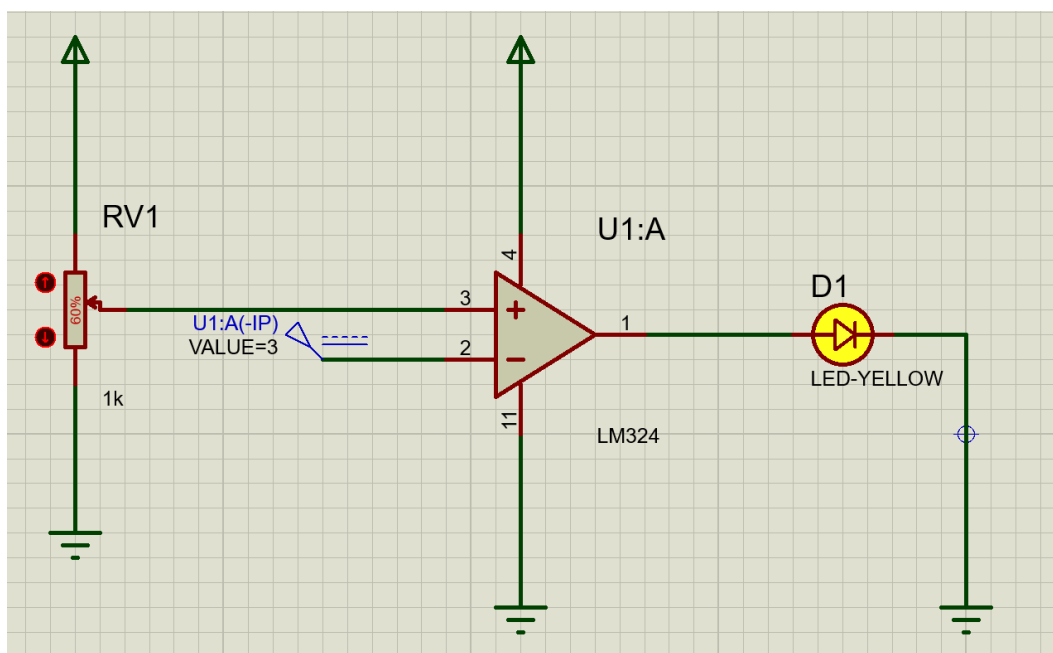 RV1
60%
1k
U1:A(-IP)
VALUE=3
3
2
4
11
1
U1:A
LM324
D1
LED-YELLOW